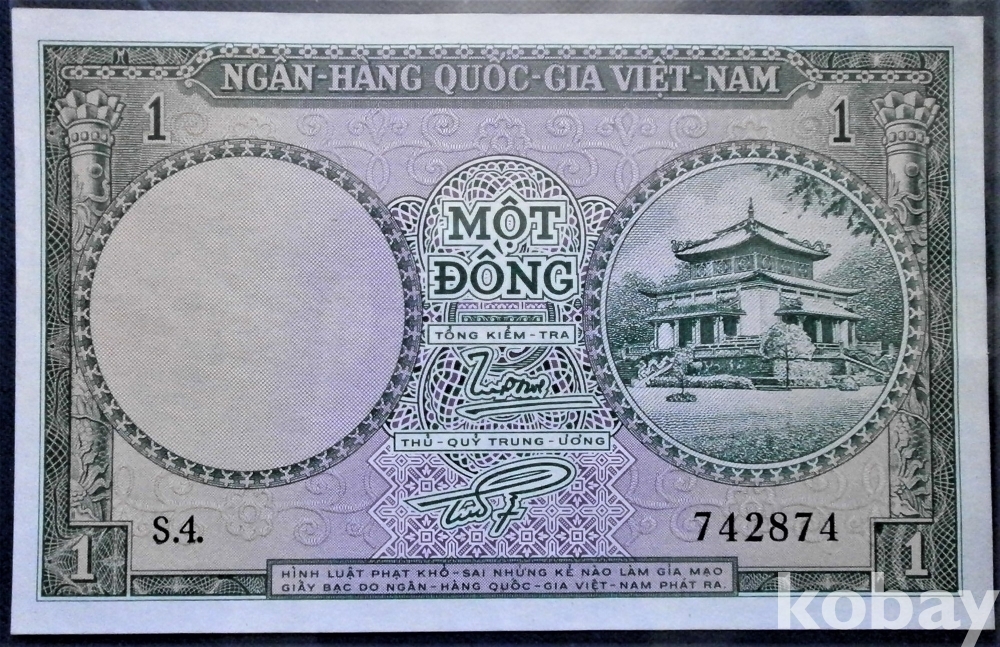 NGÂN-HÀNG QUỐC-GIA VIỆT-NAM
1 1
MỘT
ĐỒNG
TỔNG KIỂM-TRA
THỦ-QUỸ TRUNG-ƯƠNG
S.4. 742874
1 1
HÌNH LUẬT PHẠT KHỔ-SAI NHỮNG KẺ NÀO LÀM GIẢ MẠO
GIẤY BẠC DO NGÂN-HÀNG QUỐC-GIA VIỆT-NAM PHÁT RA.
kobay